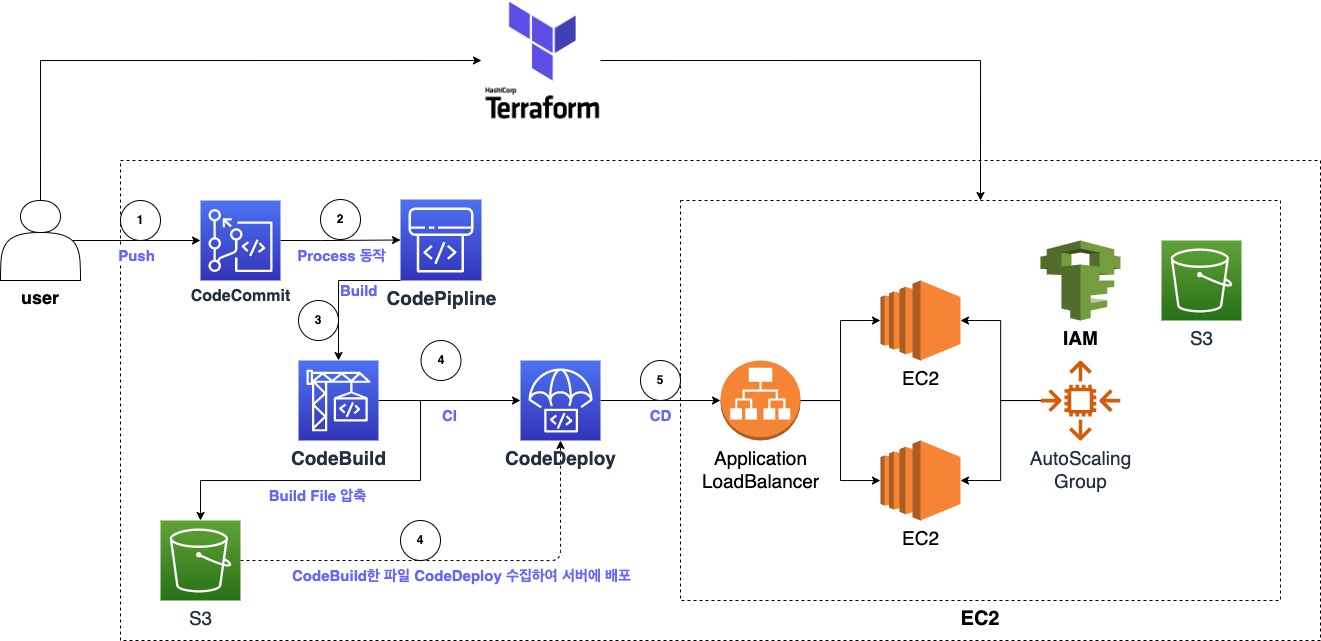 HashiCorp
Terraform
user
1
Push
CodeCommit
2
Process 동작
CodePipline
Build
3
CodeBuild
4
CI
CodeDeploy
5
CD
Build File 압축
S3
4
CodeBuild한 파일 CodeDeploy 수집하여 서버에 배포
Application
LoadBalancer
EC2
EC2
IAM
S3
AutoScaling
Group
EC2